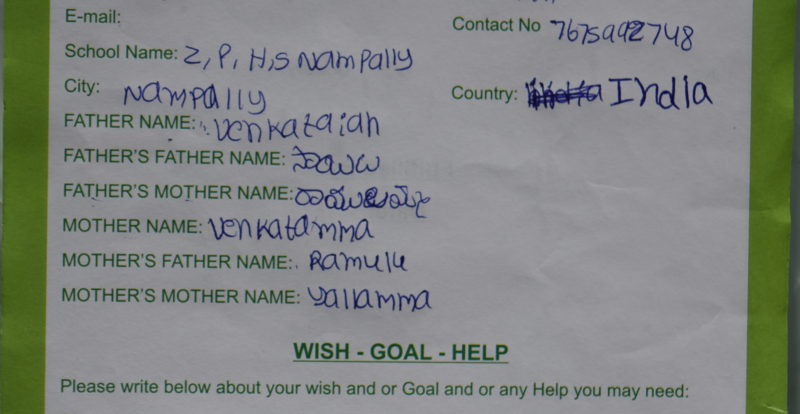 E-mail:
Contact No 7675992748
School Name: Z, P, H,S Nampally
City: Nampally
Country: India
FATHER NAME: Venkataiah
FATHER'S FATHER NAME:
FATHER'S MOTHER NAME:
MOTHER NAME: Venkatamma
MOTHER'S FATHER NAME: Ramulu
MOTHER'S MOTHER NAME: Yallamma
WISH - GOAL - HELP
Please write below about your wish and or Goal and or any Help you may need: